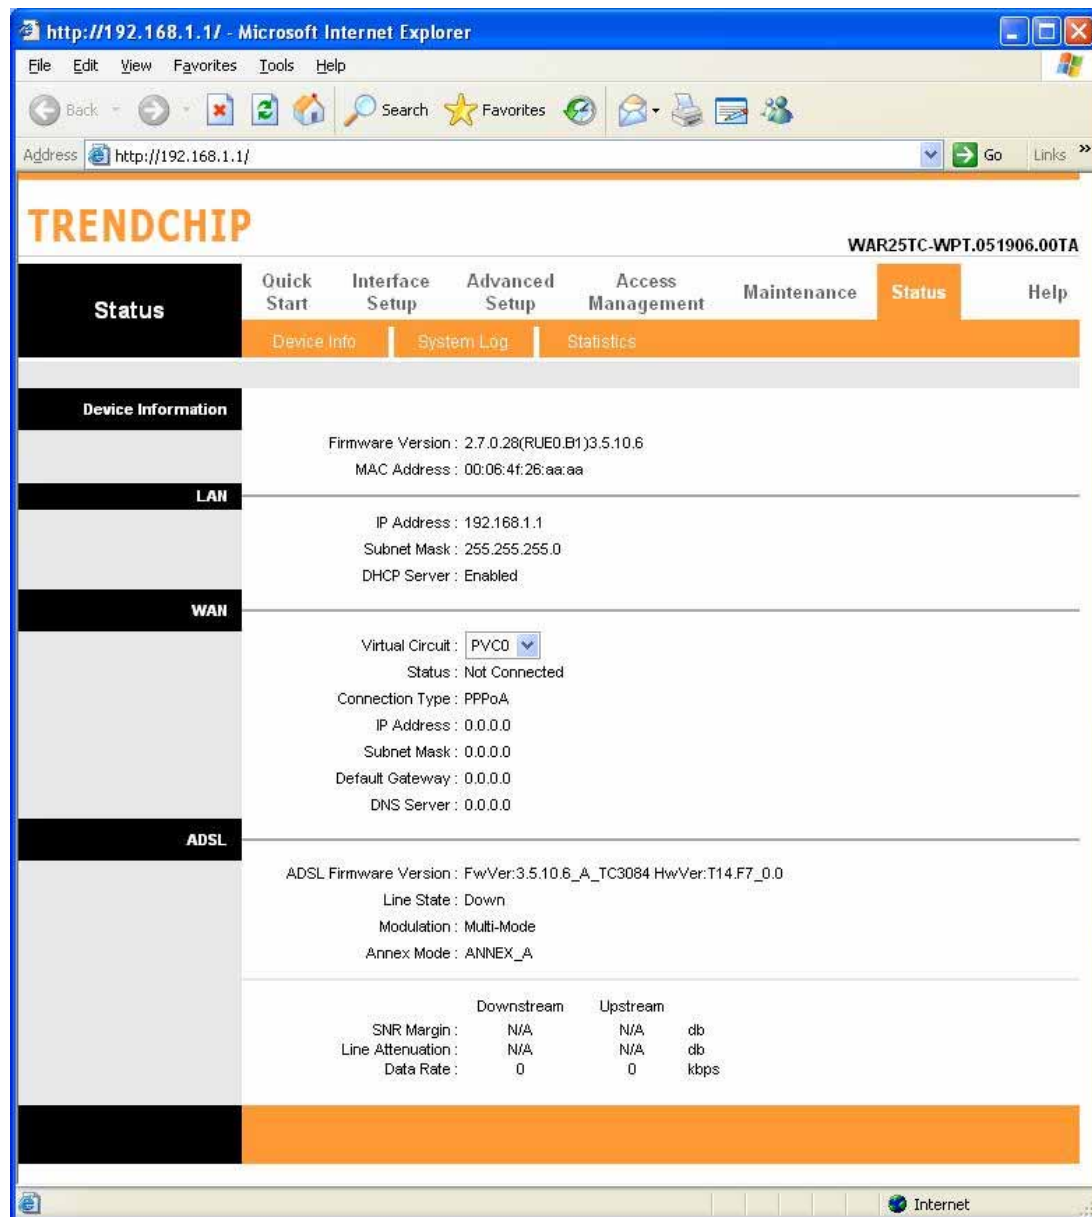 http://192.168.1.1/ - Microsoft Internet Explorer
File Edit View Favorites Tools Help
Back Search Favorites
Address http://192.168.1.1/ Go Links »
TRENDCHIP
WAR25TC-WPT.051906.00TA
Status
Quick Start Interface Setup Advanced Setup Access Management Maintenance Status Help
Device Info System Log Statistics
Device Information
Firmware Version : 2.7.0.28(RUE0.B1)3.5.10.6
MAC Address : 00:06:4f:26:aa:aa
LAN
IP Address : 192.168.1.1
Subnet Mask : 255.255.255.0
DHCP Server : Enabled
WAN
Virtual Circuit : PVC0
Status : Not Connected
Connection Type : PPPoA
IP Address : 0.0.0.0
Subnet Mask : 0.0.0.0
Default Gateway : 0.0.0.0
DNS Server : 0.0.0.0
ADSL
ADSL Firmware Version : FwVer:3.5.10.6_A_TC3084 HwVer:T14.F7_0.0
Line State : Down
Modulation : Multi-Mode
Annex Mode : ANNEX_A
Downstream Upstream
SNR Margin : N/A N/A db
Line Attenuation : N/A N/A db
Data Rate : 0 0 kbps
Internet